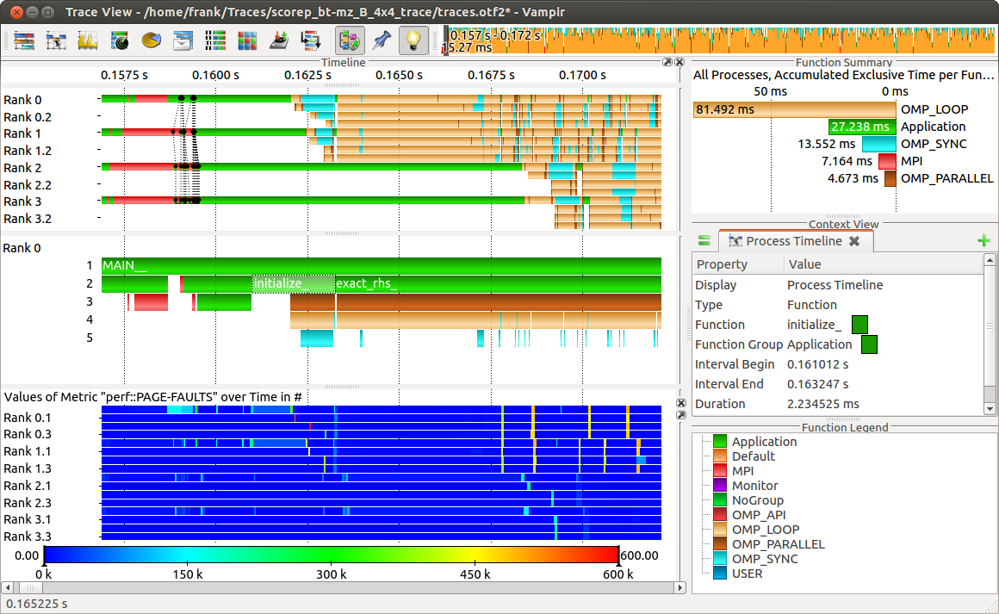 Trace View - /home/frank/Traces/scorep_bt-mz_B_4x4_trace/traces.otf2* - Vampir
0.157 s - 0.172 s
15.27 ms
Timeline
0.1575 s 0.1600 s 0.1625 s 0.1650 s 0.1675 s 0.1700 s
Rank 0
Rank 0.2
Rank 1
Rank 1.2
Rank 2
Rank 2.2
Rank 3
Rank 3.2
Rank 0
1 MAIN__
2 initialize_ exact_rhs_
3
4
5
Values of Metric "perf::PAGE-FAULTS" over Time in #
Rank 0.1
Rank 0.3
Rank 1.1
Rank 1.3
Rank 2.1
Rank 2.3
Rank 3.1
Rank 3.3
0.00 600.00
0k 150 k 300 k 450 k 600 k
0.165225 s
Function Summary
All Processes, Accumulated Exclusive Time per Fun...
50 ms 0 ms
81.492 ms OMP_LOOP
27.238 ms Application
13.552 ms OMP_SYNC
7.164 ms MPI
4.673 ms OMP_PARALLEL
Context View
Process Timeline
Property Value
Display Process Timeline
Type Function
Function initialize_
Function Group Application
Interval Begin 0.161012 s
Interval End 0.163247 s
Duration 2.234525 ms
Function Legend
Application
Default
MPI
Monitor
NoGroup
OMP_API
OMP_LOOP
OMP_PARALLEL
OMP_SYNC
USER